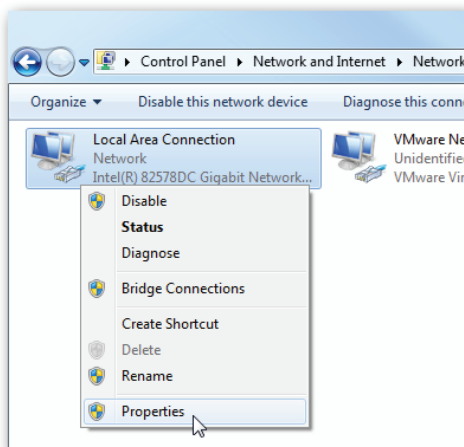 Control Panel Network and Internet Network
Organize Disable this network device Diagnose this conn
Local Area Connection
Network
Intel(R) 82578DC Gigabit Network...
VMware Ne
Unidentifie
VMware Vir
Disable
Status
Diagnose
Bridge Connections
Create Shortcut
Delete
Rename
Properties